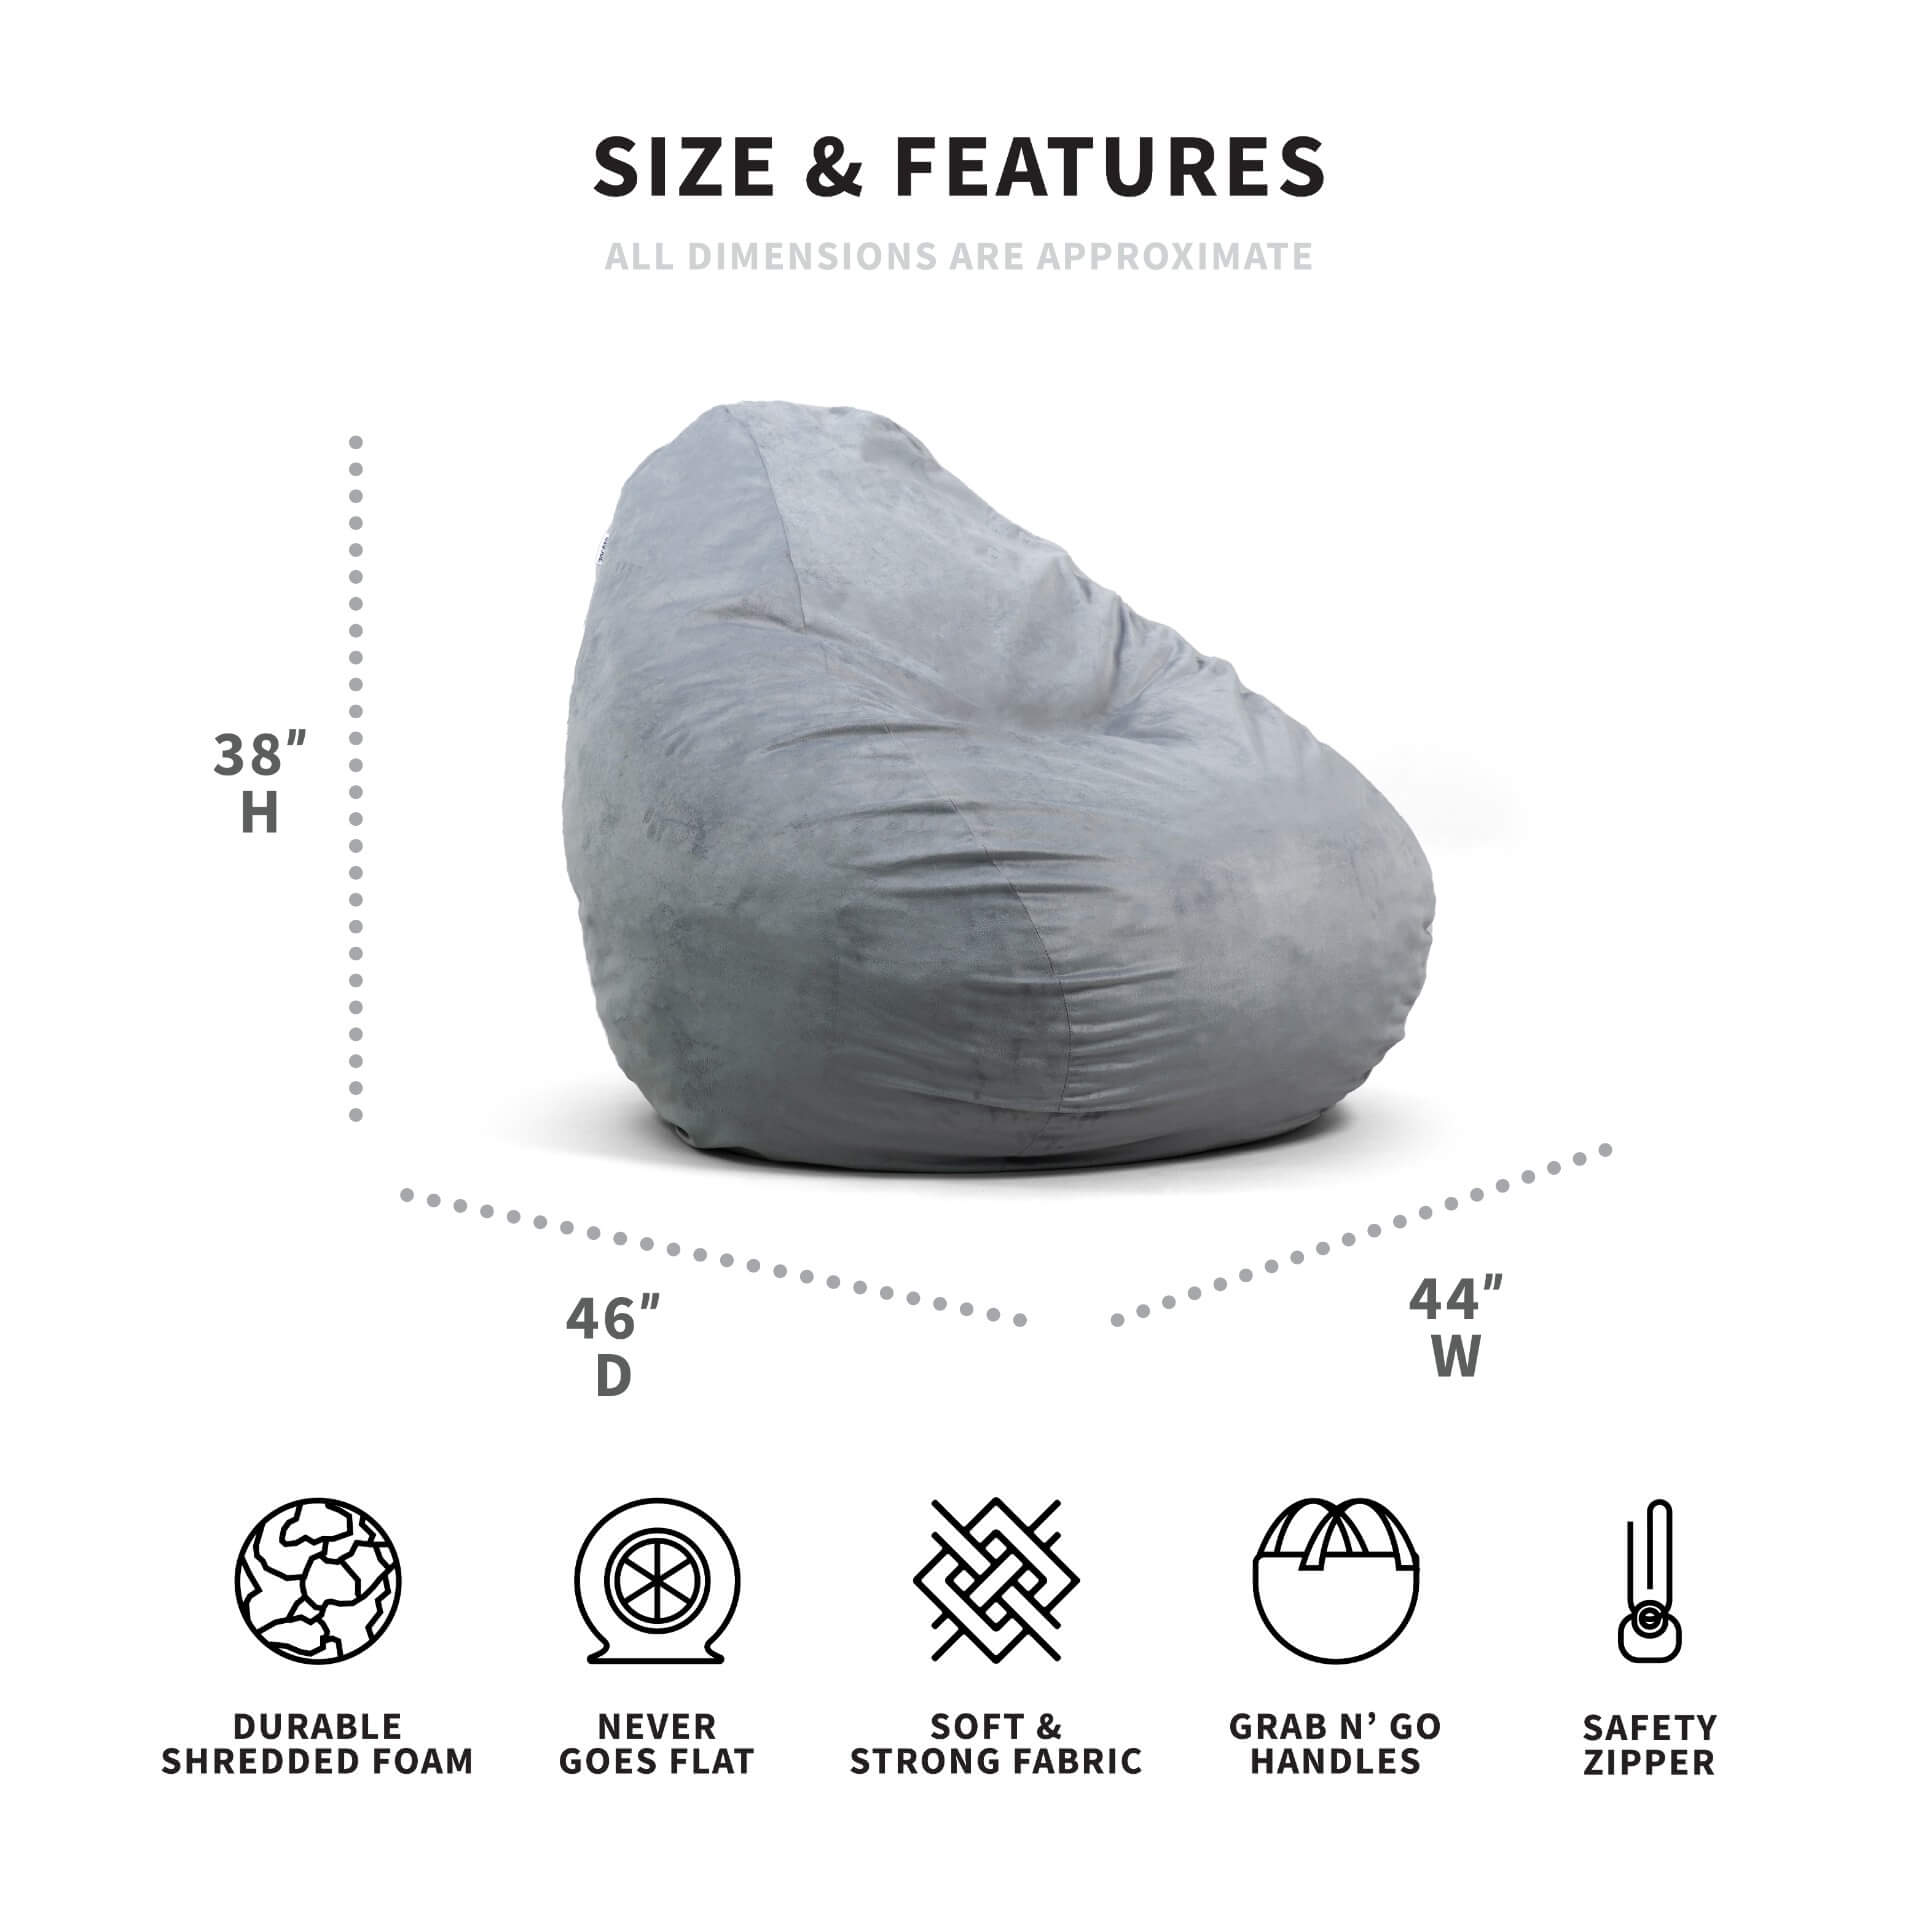 SIZE & FEATURES
ALL DIMENSIONS ARE APPROXIMATE
38"
H
46"
D
44"
W
DURABLE
SHREDDED FOAM
NEVER
GOES FLAT
SOFT &
STRONG FABRIC
GRAB N’ GO
HANDLES
SAFETY
ZIPPER